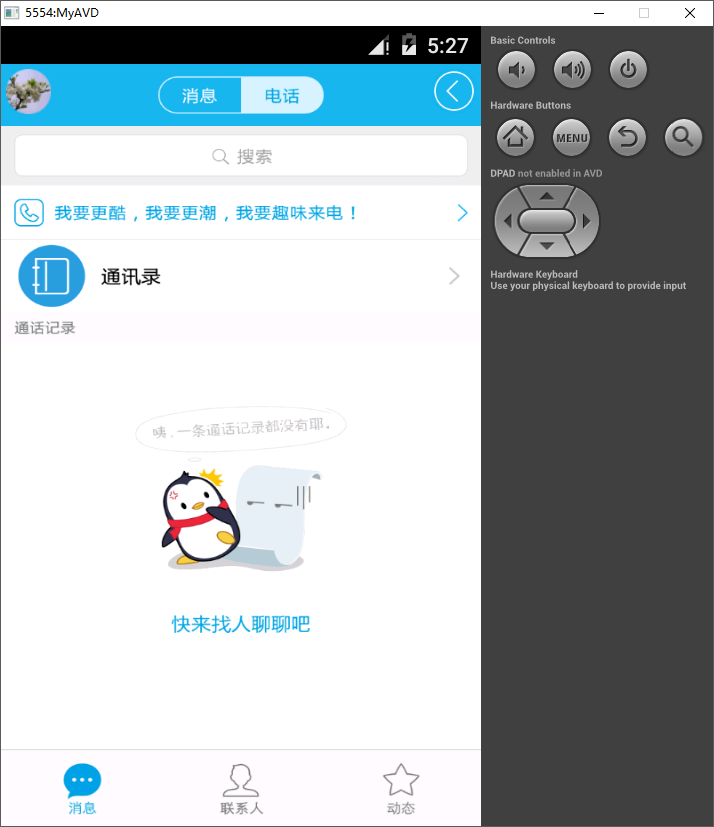 5554:MyAVD
5:27
消息
电话
搜索
我要更酷，我要更潮，我要趣味来电！
通讯录
通话记录
咦，一条通话记录都没有耶。
快来找人聊聊吧
消息
联系人
动态
Basic Controls
Hardware Buttons
MENU
DPAD not enabled in AVD
Hardware Keyboard
Use your physical keyboard to provide input